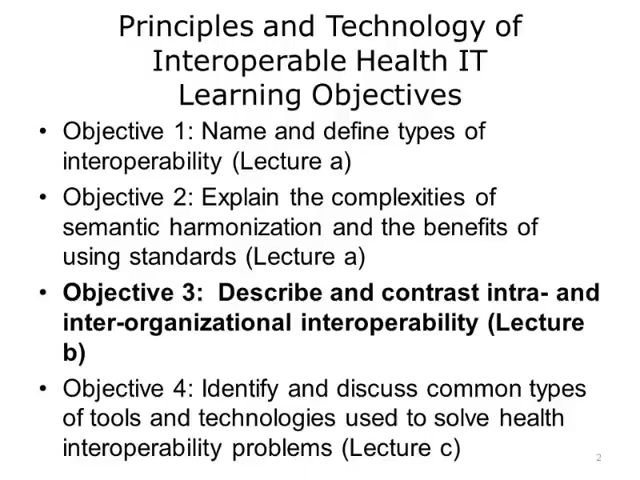 Principles and Technology of
Interoperable Health IT
Learning Objectives
• Objective 1: Name and define types of
interoperability (Lecture a)
• Objective 2: Explain the complexities of
semantic harmonization and the benefits of
using standards (Lecture a)
• Objective 3:  Describe and contrast intra- and
inter-organizational interoperability (Lecture
b)
• Objective 4: Identify and discuss common types
of tools and technologies used to solve health
interoperability problems (Lecture c)
2